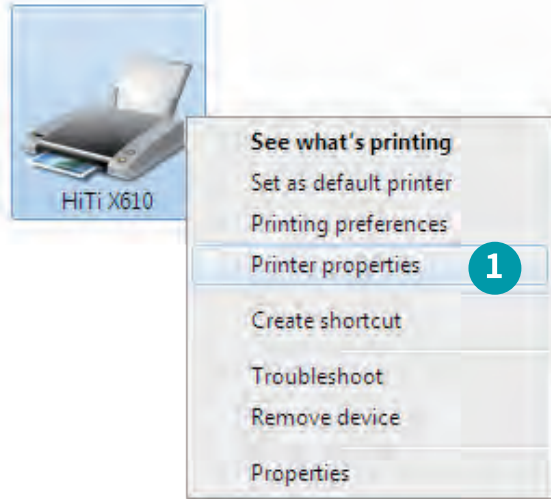 HiTi X610
See what's printing
Set as default printer
Printing preferences
Printer properties
1
Create shortcut
Troubleshoot
Remove device
Properties